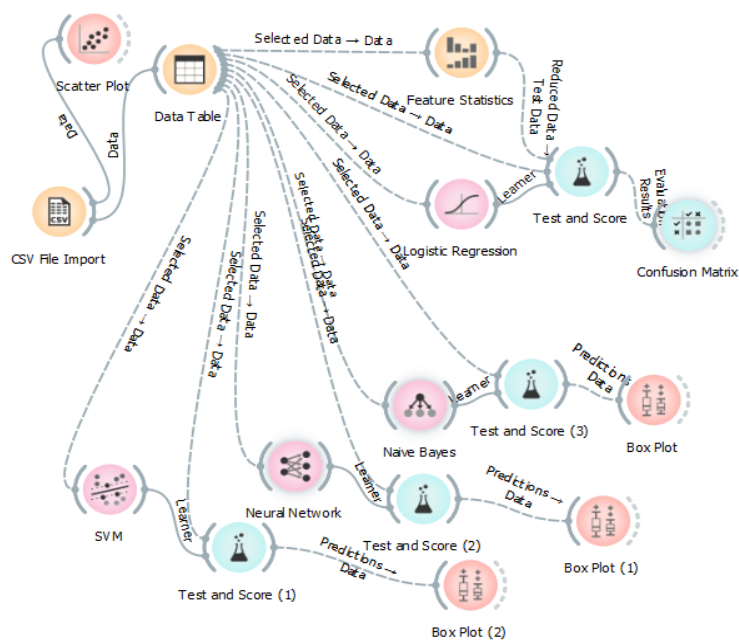 Selected Data → Data
Scatter Plot
Data Table
Feature Statistics
Data
Data
Selected Data → Data
Reduced Data →
Test Data
Selected Data → Data
Selected Data → Data
Learner
Test and Score
Evaluation
Results
CSV
CSV File Import
Logistic Regression
Confusion Matrix
Selected Data → Data
Selected Data → Data
Selected Data → Data
Selected Data → Data
Selected Data → Data
Learner
Predictions
Data
Naive Bayes
Test and Score (3)
Box Plot
SVM
Learner
Neural Network
Learner
Test and Score (2)
Predictions →
Data
Box Plot (1)
Test and Score (1)
Predictions →
Data
Box Plot (2)